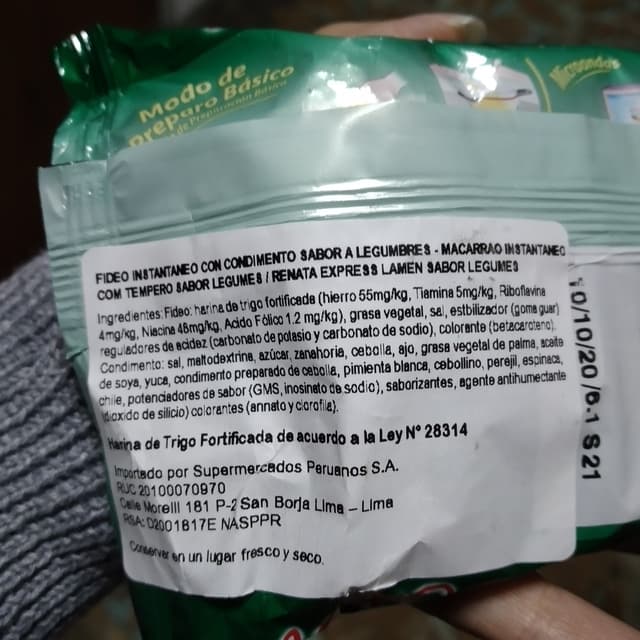 Modo de
preparo Básico
FIDEO INSTANTANEO CON CONDIMENTO SABOR A LEGUMBRES - MACARRAO INSTANTANEO
COM TEMPERO SABOR LEGUMES / RENATA EXPRESS LAMEN SABOR LEGUMES
Ingredientes: Fideo: harina de trigo fortificada (hierro 55mg/kg, Tiamina 5mg/kg, Riboflavina
4mg/kg, Niacina 48mg/kg, Acido Fólico 1.2 mg/kg), grasa vegetal, sal, estbilizador (goma guar)
reguladores de acidez (carbonato de potasio y carbonato de sodio), colorante (betacaroteno).
Condimento: sal, maltodextrina, azúcar, zanahoria, cebolla, ajo, grasa vegetal de palma, aceite
de soya, yuca, condimento preparado de cebolla, pimienta blanca, cebollino, perejil, espinaca,
chile, potenciadores de sabor (GMS, inosinato de sodio), saborizantes, agente antihumectante
(dioxido de silicio) colorantes (annato y clorofila).
Harina de Trigo Fortificada de acuerdo a la Ley N° 28314
Importado por Supermercados Peruanos S.A.
RUC 20100070970
Calle Morelli 181 P-2 San Borja Lima - Lima
RSA: D2001817E NASPPR
Conservar en un lugar fresco y seco.
10/10/20 /6.1 S 21